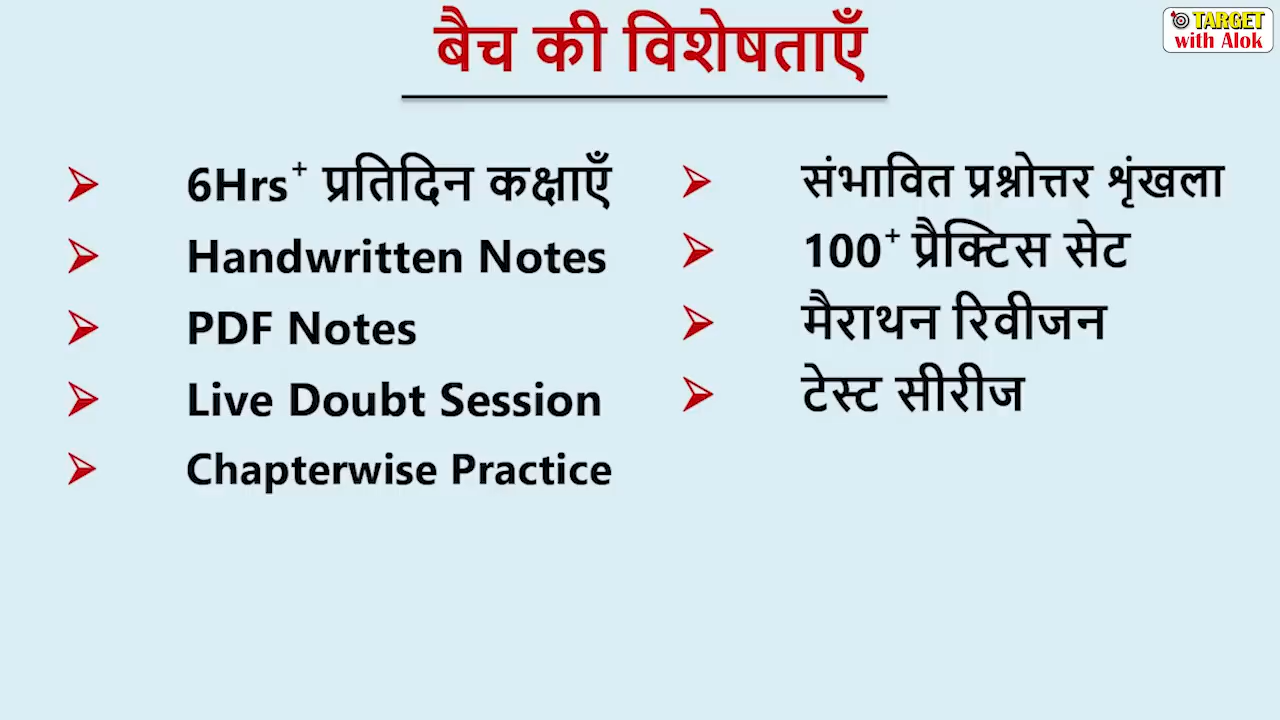 TARGET
with Alok
बैच की विशेषताएँ
6Hrs+ प्रतिदिन कक्षाएँ
Handwritten Notes
PDF Notes
Live Doubt Session
Chapterwise Practice
संभावित प्रश्नोत्तर शृंखला
100+ प्रैक्टिस सेट
मैराथन रिवीजन
टेस्ट सीरीज